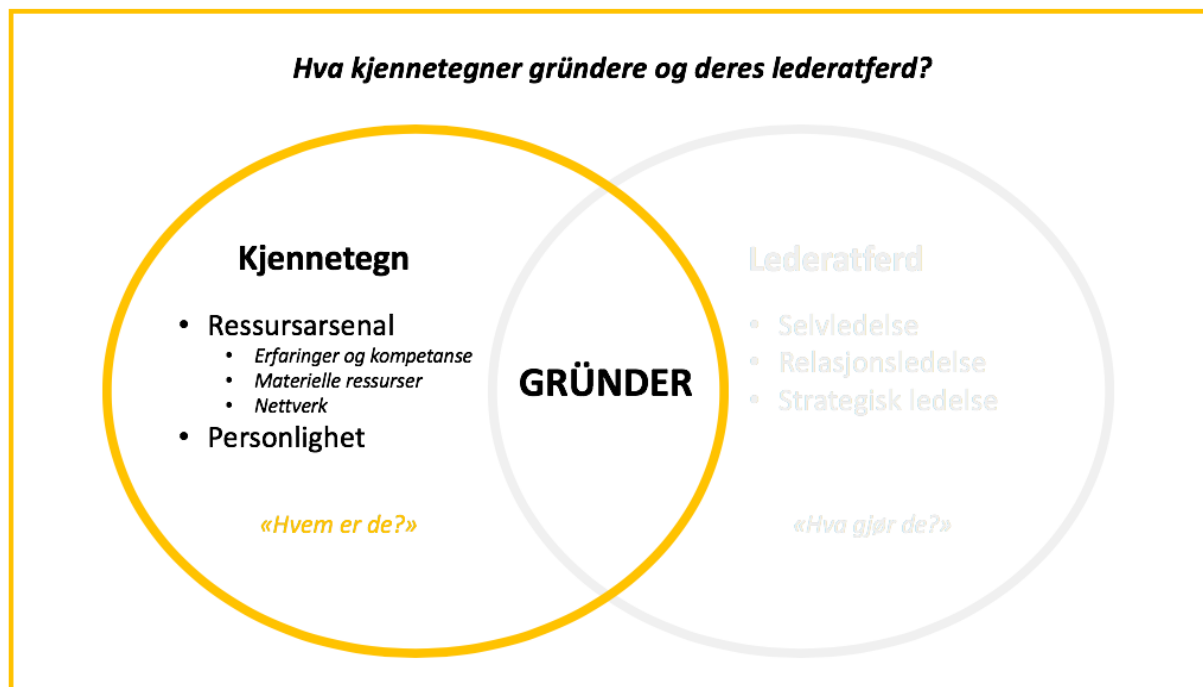 Hva kjennetegner gründere og deres lederatferd?
Kjennetegn
• Ressursarsenal
• Erfaringer og kompetanse
• Materielle ressurser
• Nettverk
• Personlighet
«Hvem er de?»
GRÜNDER
Lederatferd
• Selvledelse
• Relasjonsledelse
• Strategisk ledelse
«Hva gjør de?»